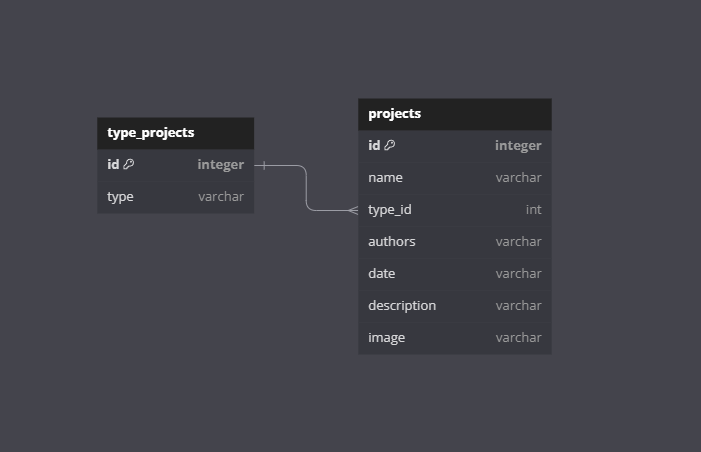 type_projects
id integer
type varchar
projects
id integer
name varchar
type_id int
authors varchar
date varchar
description varchar
image varchar